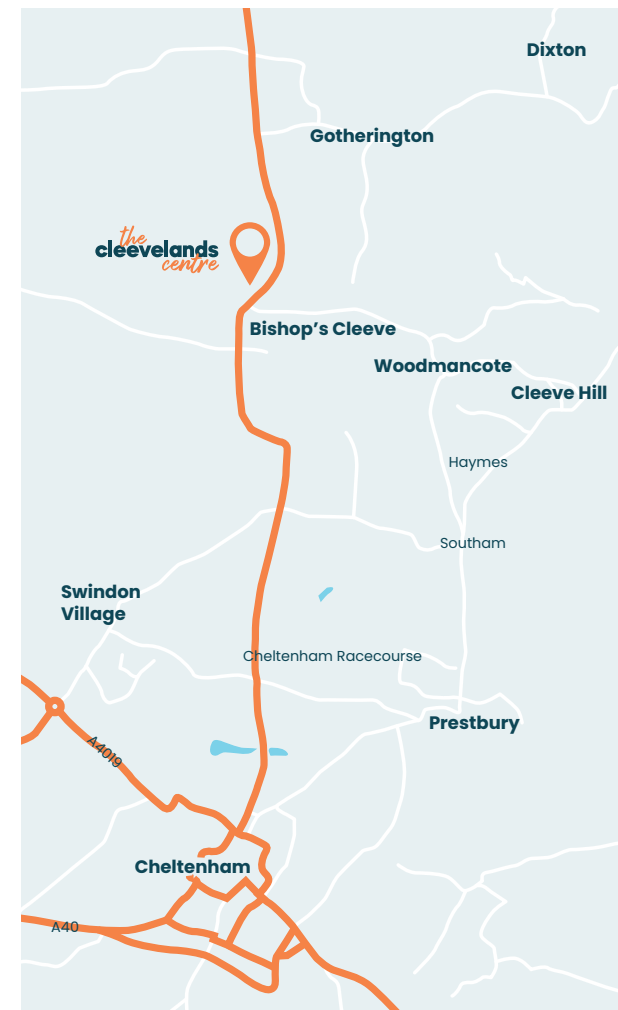 Dixton
Gotherington
the
cleevelands
centre
Bishop's Cleeve
Woodmancote
Cleeve Hill
Haymes
Southam
Swindon
Village
Cheltenham Racecourse
Prestbury
A4019
Cheltenham
A40